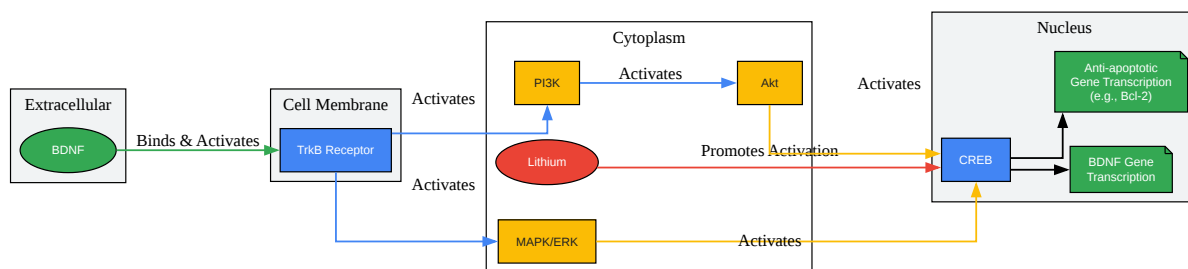 Extracellular
BDNF
Binds & Activates
Cell Membrane
TrkB Receptor
Activates
Activates
Cytoplasm
PI3K
Activates
Akt
Lithium
Promotes Activation
MAPK/ERK
Activates
Activates
Nucleus
Anti-apoptotic
Gene Transcription
(e.g., Bcl-2)
CREB
BDNF Gene
Transcription